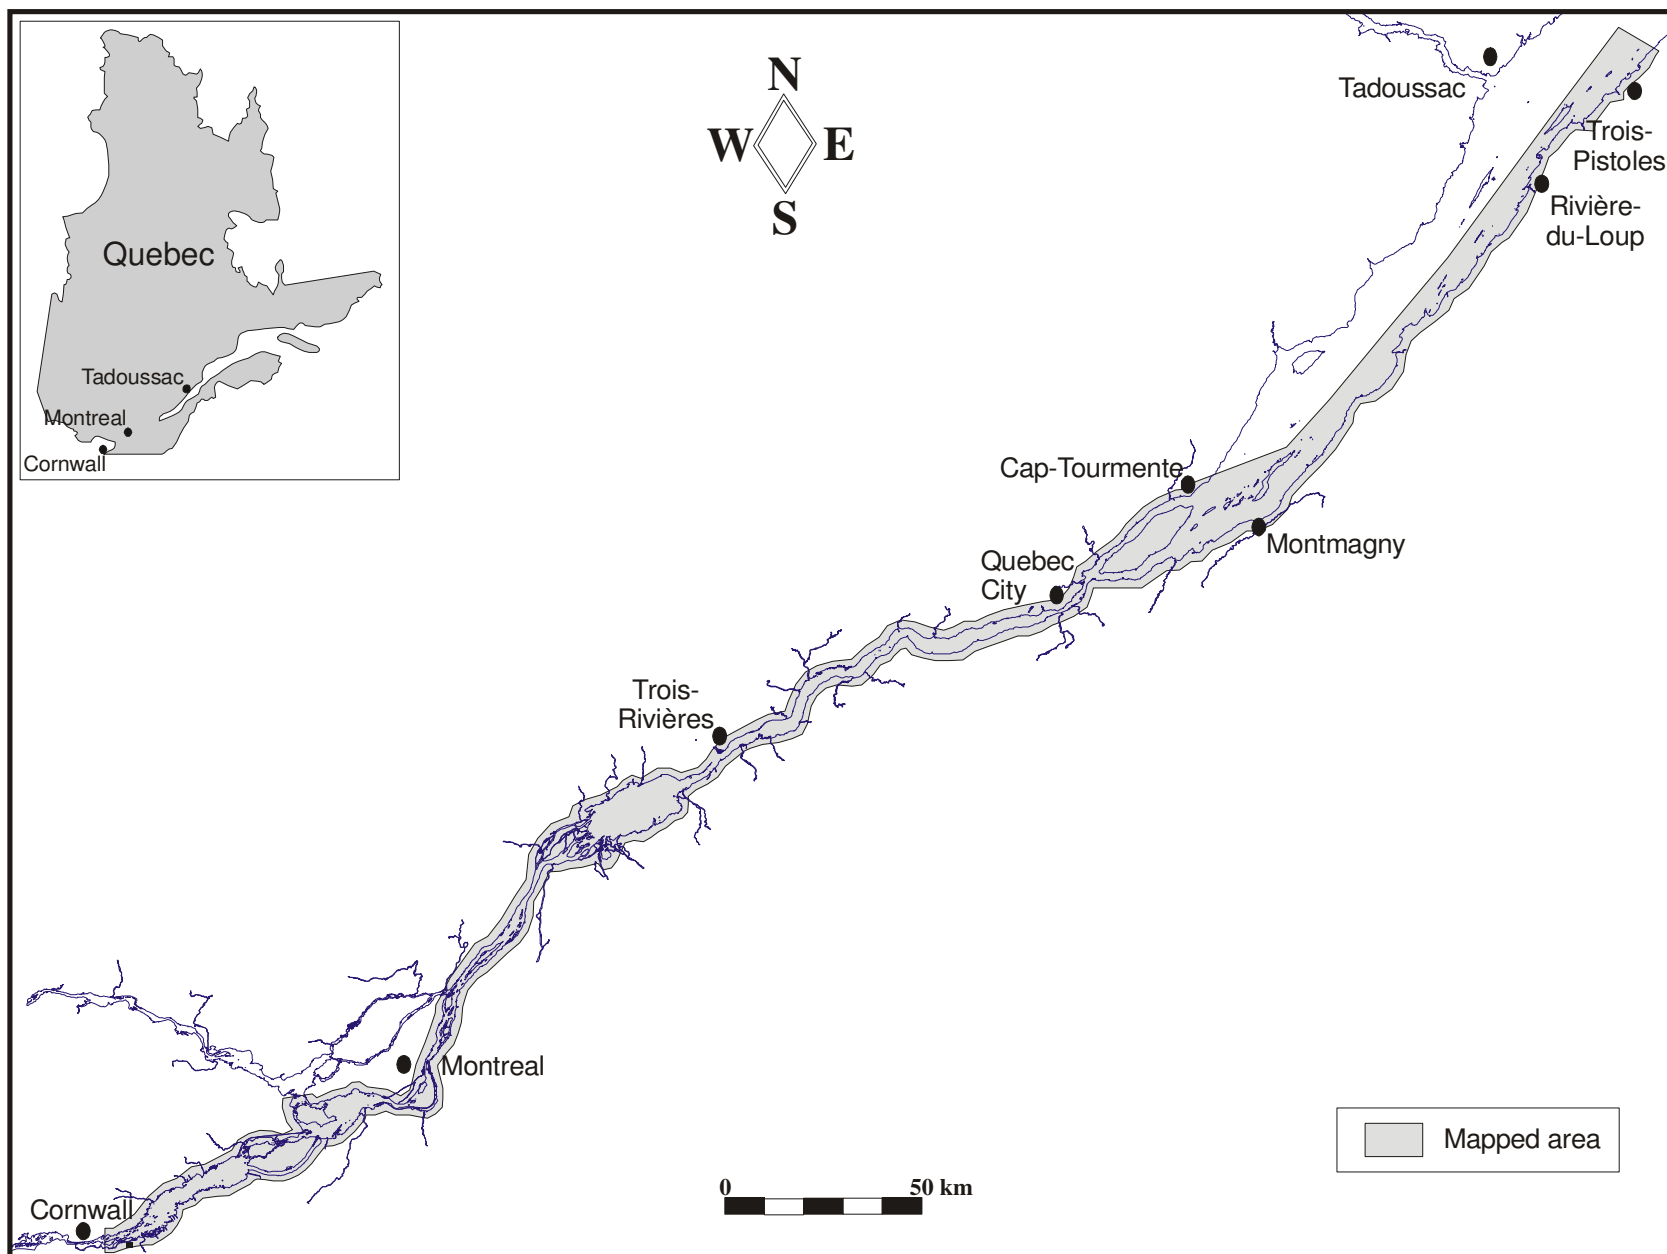 Quebec
Tadoussac
Montreal
Cornwall
N
W E
S
Tadoussac
Trois-
Pistoles
Rivière-
du-Loup
Cap-Tourmente
Montmagny
Quebec
City
Trois-
Rivières
Montreal
Cornwall
0 50 km
Mapped area